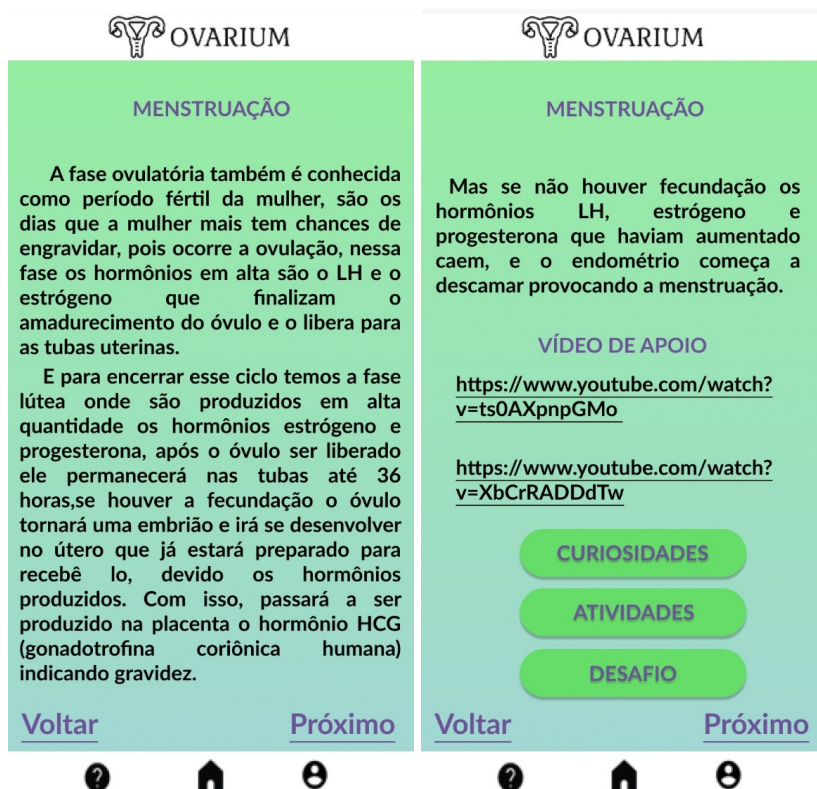 OVARIUM
MENSTRUAÇÃO
A fase ovulatória também é conhecida
como período fértil da mulher, são os
dias que a mulher mais tem chances de
engravidar, pois ocorre a ovulação, nessa
fase os hormônios em alta são o LH e o
estrógeno que finalizam o
amadurecimento do óvulo e o libera para
as tubas uterinas.
E para encerrar esse ciclo temos a fase
lútea onde são produzidos em alta
quantidade os hormônios estrógeno e
progesterona, após o óvulo ser liberado
ele permanecerá nas tubas até 36
horas,se houver a fecundação o óvulo
tornará uma embrião e irá se desenvolver
no útero que já estará preparado para
recebê lo, devido os hormônios
produzidos. Com isso, passará a ser
produzido na placenta o hormônio HCG
(gonadotrofina coriônica humana)
indicando gravidez.
Voltar Próximo
OVARIUM
MENSTRUAÇÃO
Mas se não houver fecundação os
hormônios LH, estrógeno e
progesterona que haviam aumentado
caem, e o endométrio começa a
descamar provocando a menstruação.
VÍDEO DE APOIO
https://www.youtube.com/watch?
v=ts0AXpnpGMo
https://www.youtube.com/watch?
v=XbCrRADDdTw
CURIOSIDADES
ATIVIDADES
DESAFIO
Voltar Próximo